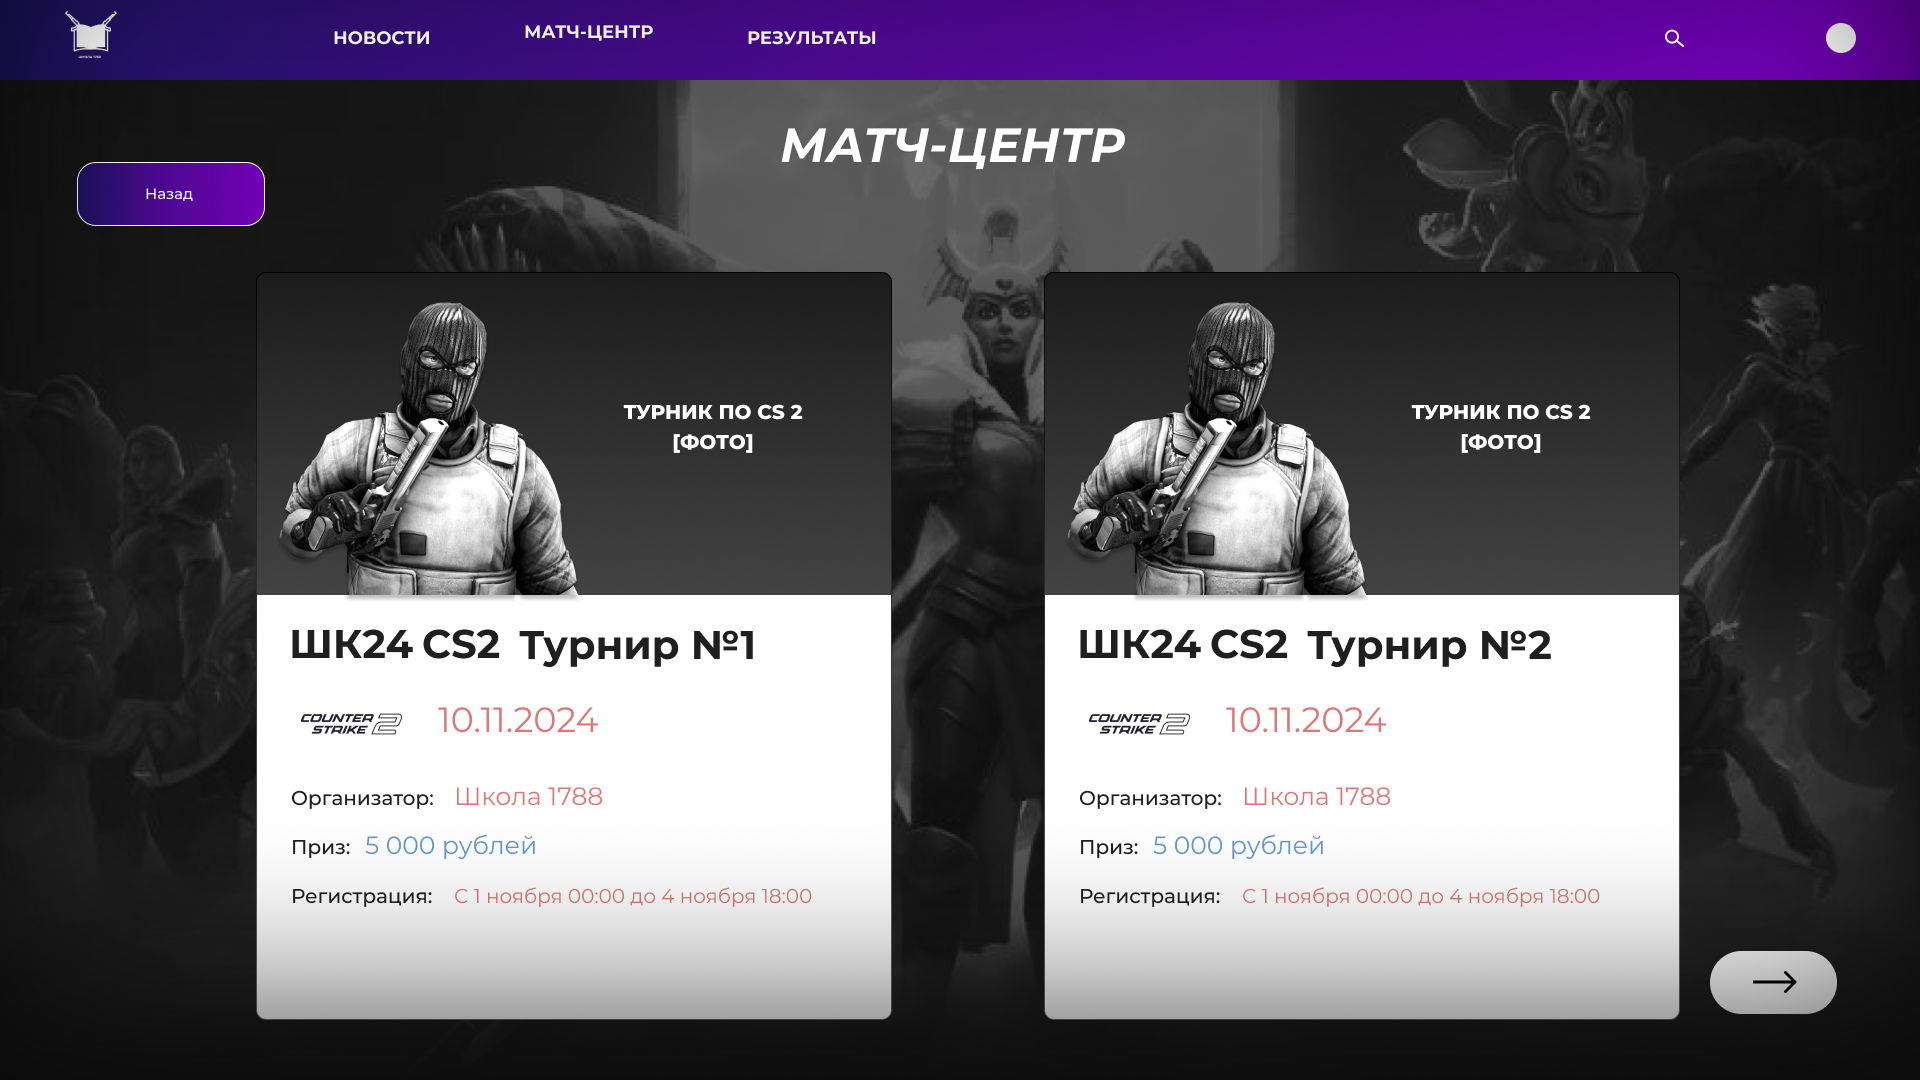 НОВОСТИ
МАТЧ-ЦЕНТР
РЕЗУЛЬТАТЫ
МАТЧ-ЦЕНТР
Назад
ТУРНИК ПО CS 2
[ФОТО]
ШК24 CS2 Турнир №1
COUNTER STRIKE 2
10.11.2024
Организатор: Школа 1788
Приз: 5 000 рублей
Регистрация: С 1 ноября 00:00 до 4 ноября 18:00
ТУРНИК ПО CS 2
[ФОТО]
ШК24 CS2 Турнир №2
COUNTER STRIKE 2
10.11.2024
Организатор: Школа 1788
Приз: 5 000 рублей
Регистрация: С 1 ноября 00:00 до 4 ноября 18:00